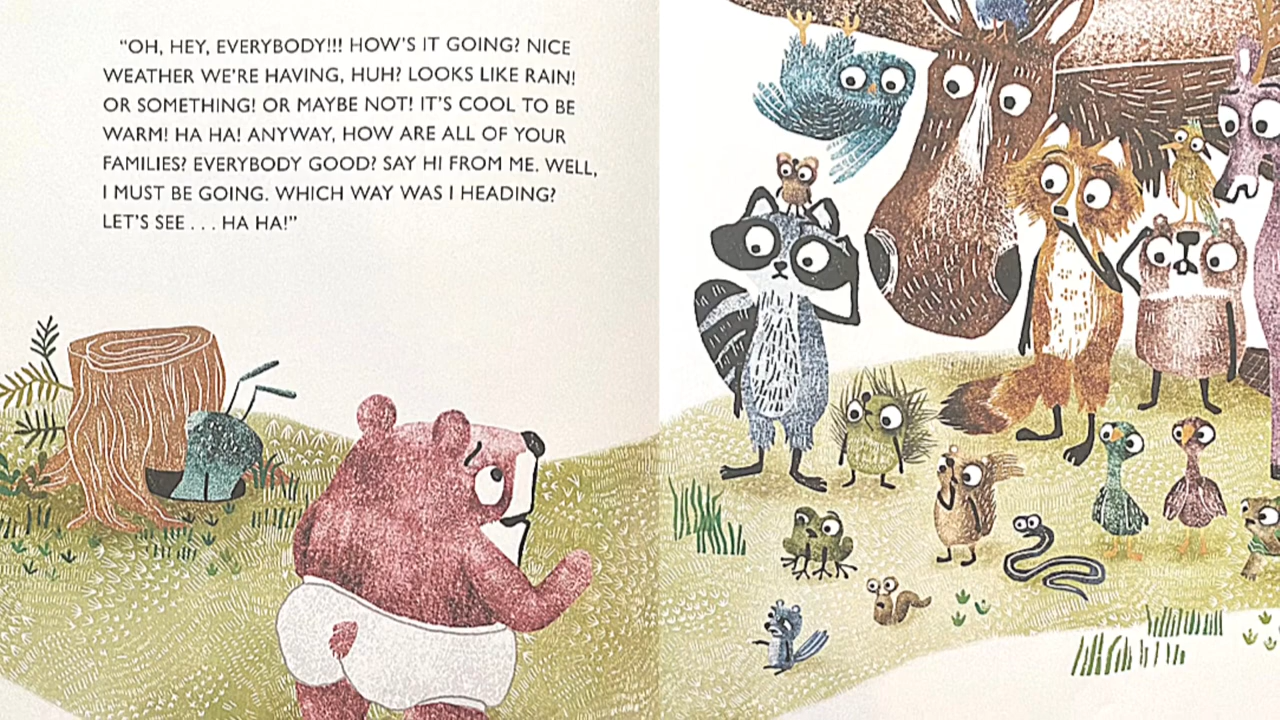 “OH, HEY, EVERYBODY!!! HOW’S IT GOING? NICE
WEATHER WE’RE HAVING, HUH? LOOKS LIKE RAIN!
OR SOMETHING! OR MAYBE NOT! IT’S COOL TO BE
WARM! HA HA! ANYWAY, HOW ARE ALL OF YOUR
FAMILIES? EVERYBODY GOOD? SAY HI FROM ME. WELL,
I MUST BE GOING. WHICH WAY WAS I HEADING?
LET’S SEE . . . HA HA!”